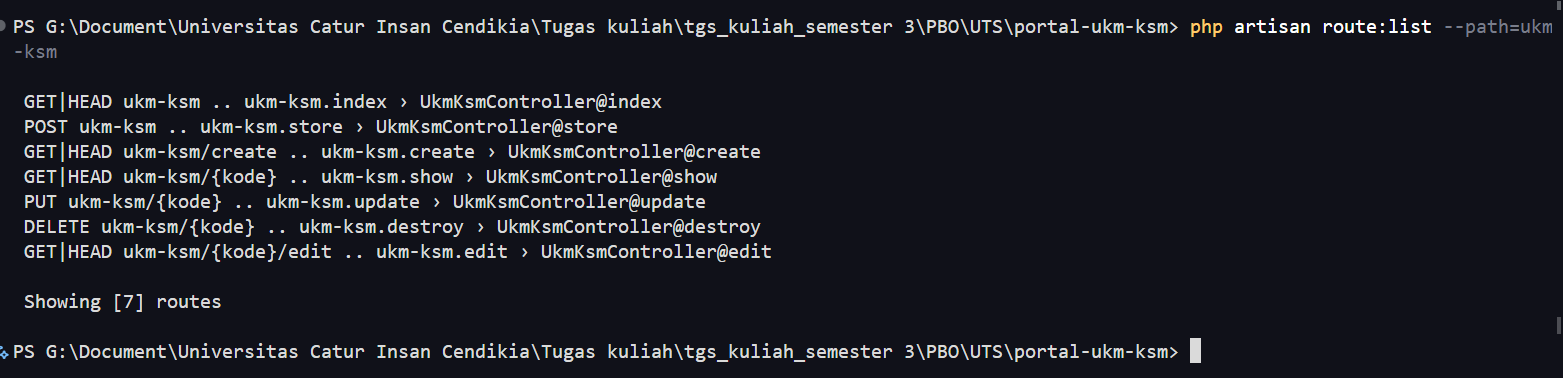 PS G:\Document\Universitas Catur Insan Cendikia\Tugas kuliah\tgs_kuliah_semester 3\PBO\UTS\portal-ukm-ksm> php artisan route:list --path=ukm
-ksm
GET|HEAD ukm-ksm .. ukm-ksm.index › UkmKsmController@index
POST ukm-ksm .. ukm-ksm.store › UkmKsmController@store
GET|HEAD ukm-ksm/create .. ukm-ksm.create › UkmKsmController@create
GET|HEAD ukm-ksm/{kode} .. ukm-ksm.show › UkmKsmController@show
PUT ukm-ksm/{kode} .. ukm-ksm.update › UkmKsmController@update
DELETE ukm-ksm/{kode} .. ukm-ksm.destroy › UkmKsmController@destroy
GET|HEAD ukm-ksm/{kode}/edit .. ukm-ksm.edit › UkmKsmController@edit
Showing [7] routes
PS G:\Document\Universitas Catur Insan Cendikia\Tugas kuliah\tgs_kuliah_semester 3\PBO\UTS\portal-ukm-ksm>